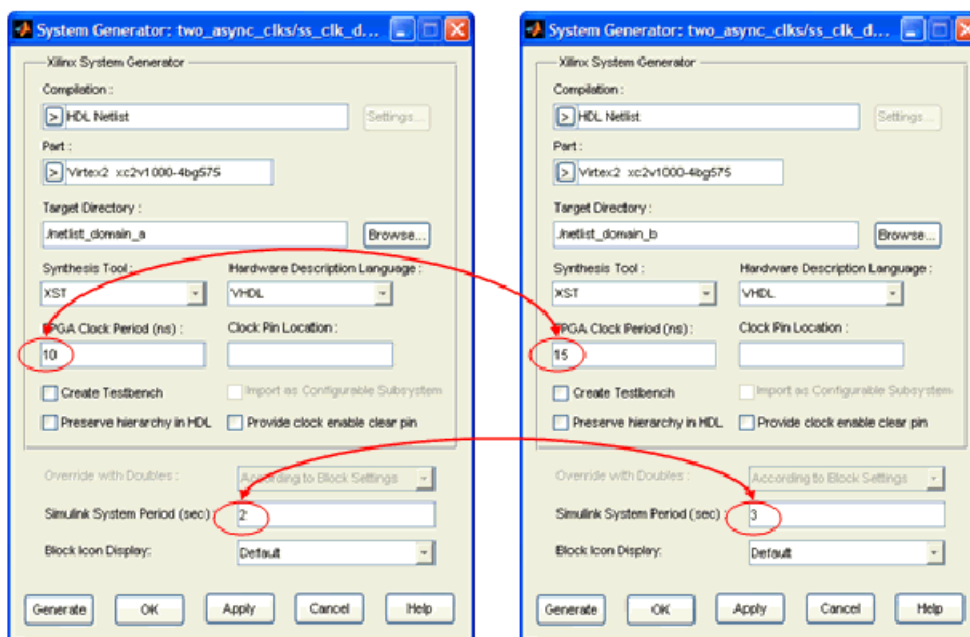 System Generator: two_async_clks/ss_clk_d...
Xilinx System Generator
Compilation :
> HDL Netlist Settings...
Part :
> Virtex2 xc2v1000-4bg575
Target Directory :
./netlist_domain_a Browse...
Synthesis Tool : Hardware Description Language :
XST VHDL
FPGA Clock Period (ns) : Clock Pin Location :
10
Create Testbench Import as Configurable Subsystem
Preserve hierarchy in HDL Provide clock enable clear pin
Override with Doubles : According to Block Settings
Simulink System Period (sec) : 2
Block Icon Display: Default
Generate OK Apply Cancel Help
System Generator: two_async_clks/ss_clk_d...
Xilinx System Generator
Compilation :
> HDL Netlist Settings...
Part :
> Virtex2 xc2v1000-4bg575
Target Directory :
./netlist_domain_b Browse...
Synthesis Tool : Hardware Description Language :
XST VHDL
FPGA Clock Period (ns) : Clock Pin Location :
15
Create Testbench Import as Configurable Subsystem
Preserve hierarchy in HDL Provide clock enable clear pin
Override with Doubles : According to Block Settings
Simulink System Period (sec) : 3
Block Icon Display: Default
Generate OK Apply Cancel Help